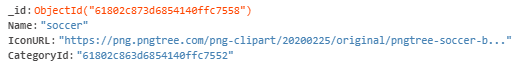 _id: ObjectId("61802c873d6854140ffc7558")
Name: "soccer"
IconURL: "https://png.pngtree.com/png-clipart/20200225/original/pngtree-soccer-b..."
CategoryId: "61802c863d6854140ffc7552"